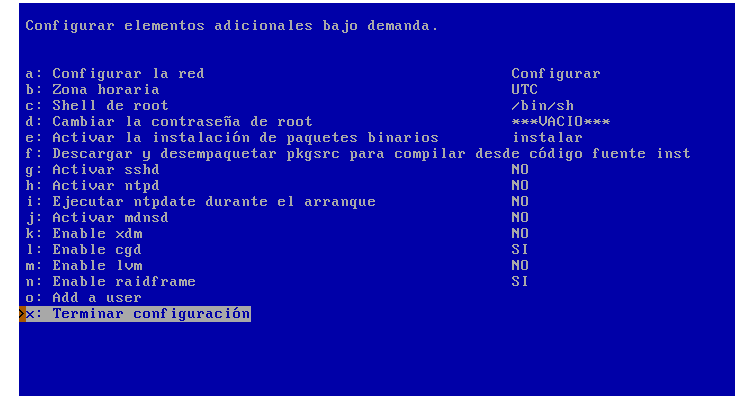 Configurar elementos adicionales bajo demanda.
a: Configurar la red Configurar
b: Zona horaria UTC
c: Shell de root /bin/sh
d: Cambiar la contraseña de root ***VACIO***
e: Activar la instalación de paquetes binarios instalar
f: Descargar y desempaquetar pkgsrc para compilar desde código fuente inst
g: Activar sshd NO
h: Activar ntpd NO
i: Ejecutar ntpdate durante el arranque NO
j: Activar mdnsd NO
k: Enable xdm NO
l: Enable cgd SI
m: Enable lvm NO
n: Enable raidframe SI
o: Add a user
>x: Terminar configuración